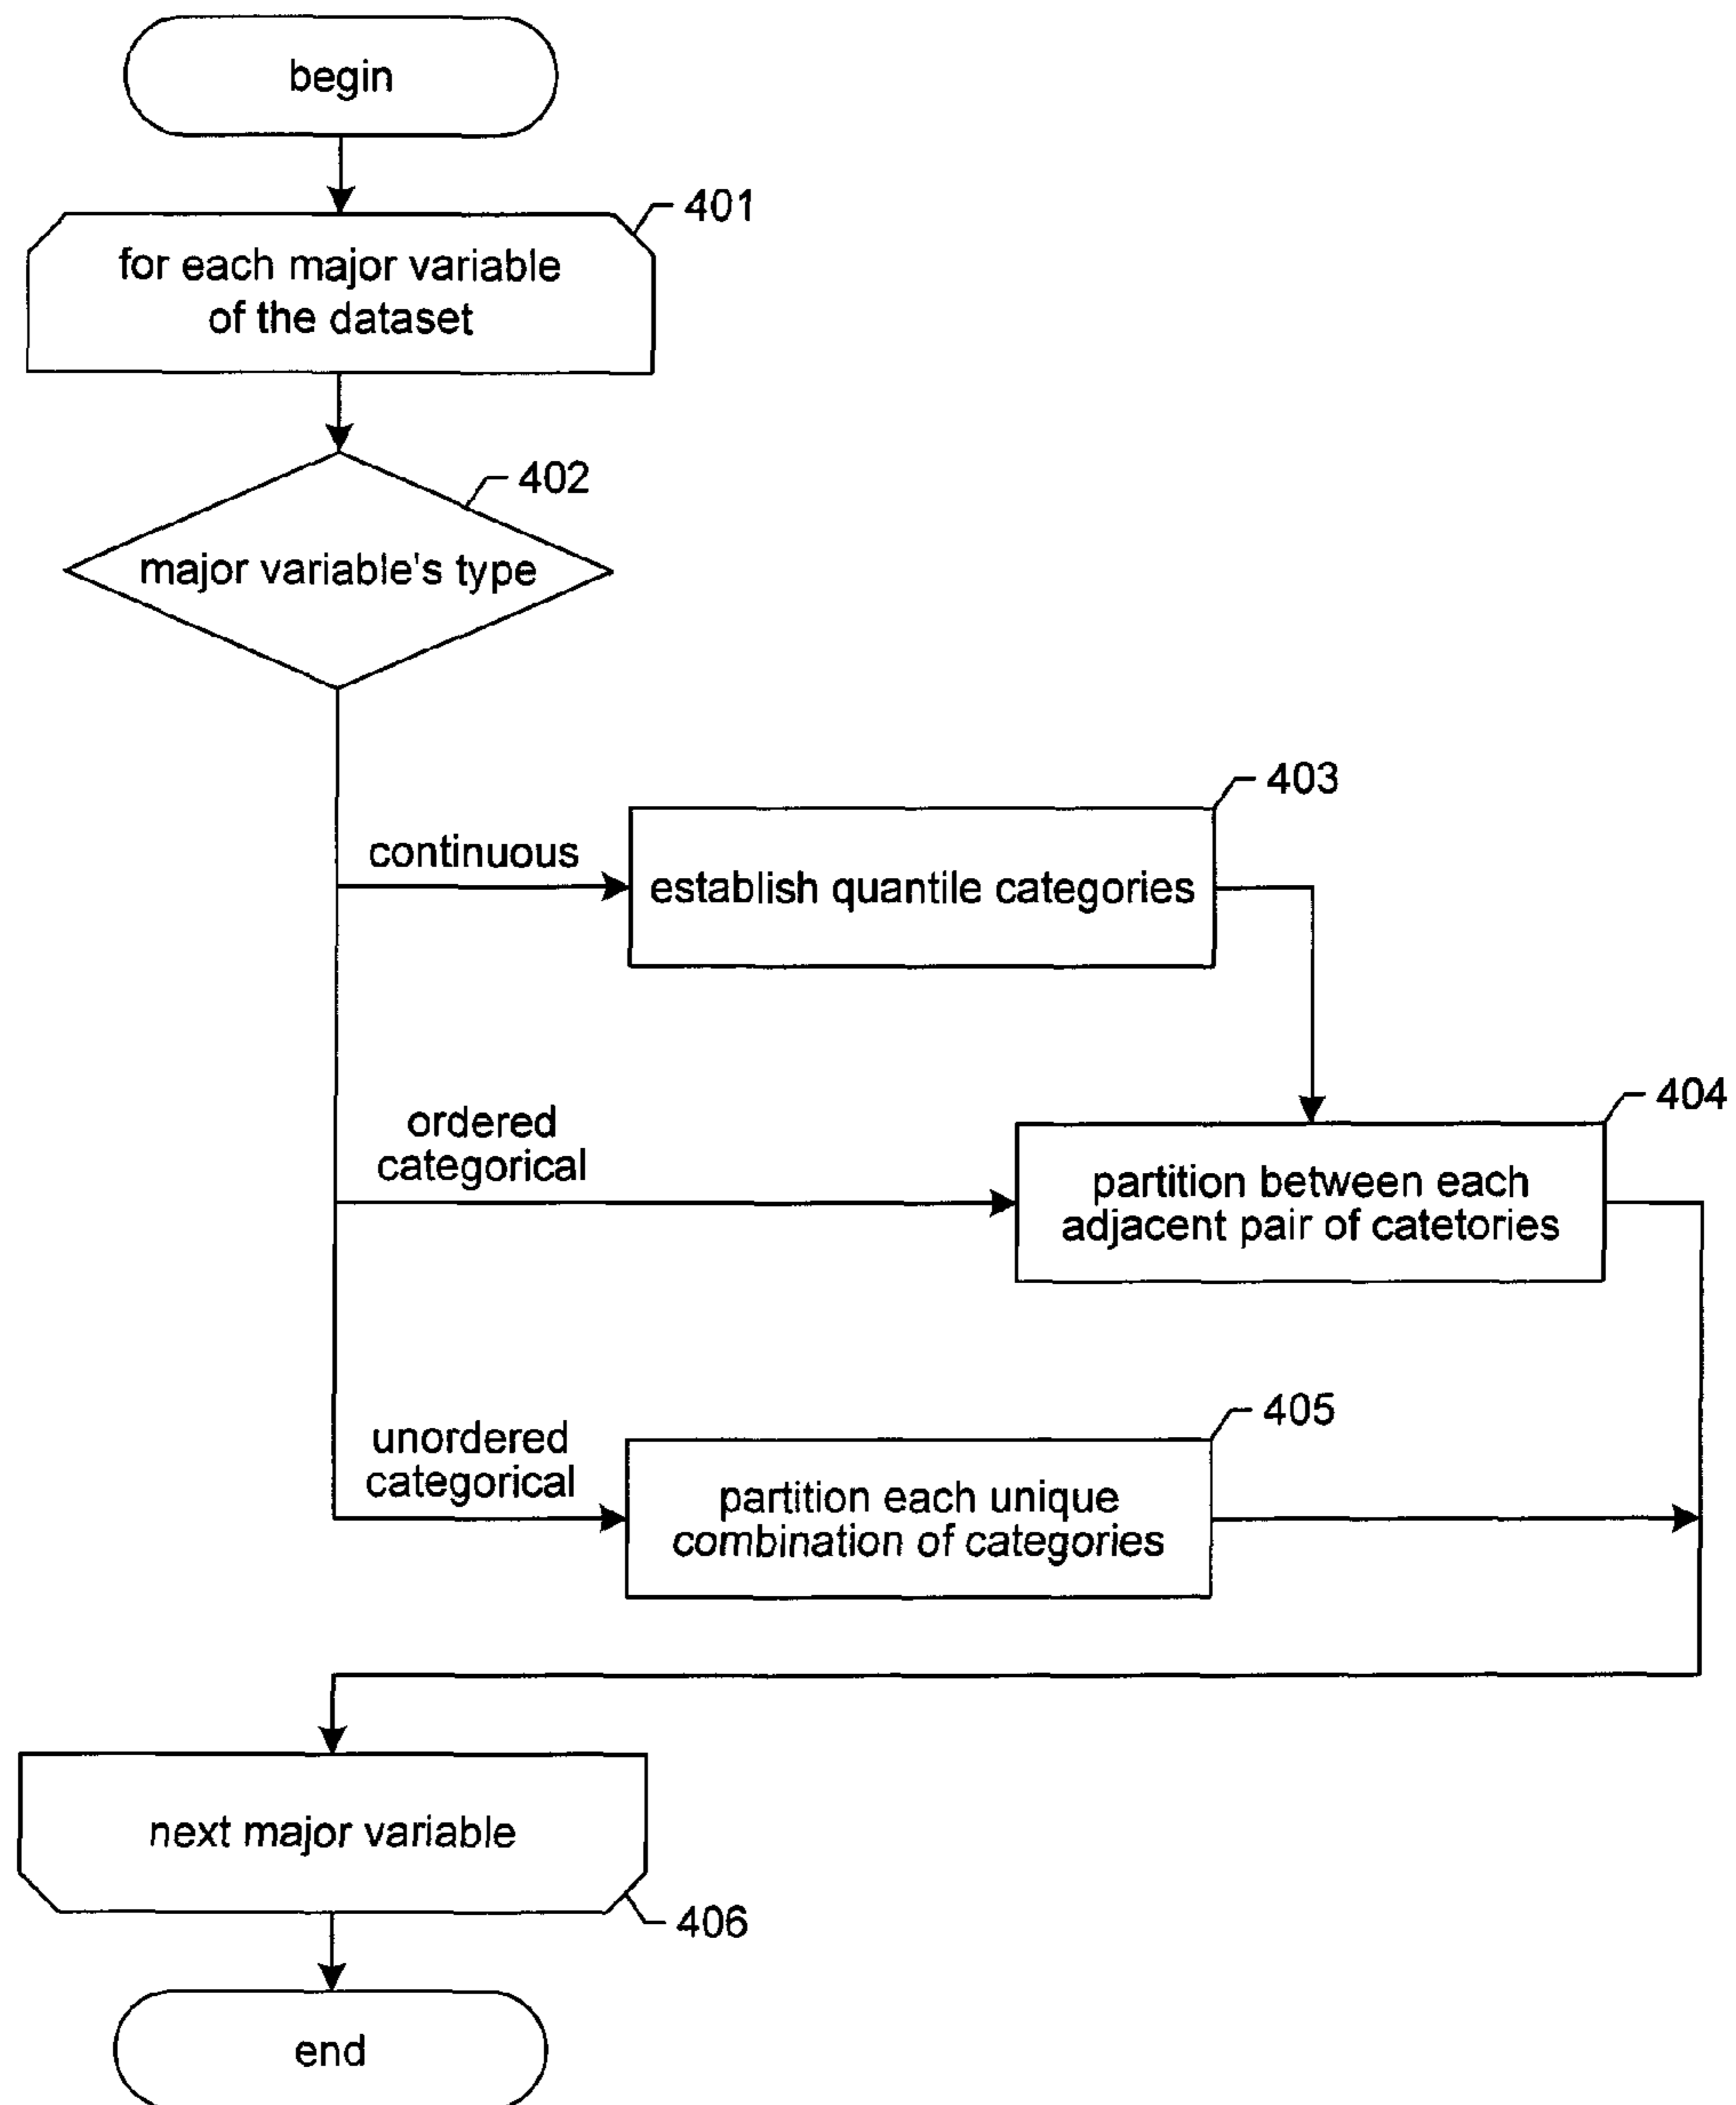 begin
401
for each major variable
of the dataset
402
major variable's type
403
continuous
establish quantile categories
404
ordered
categorical
partition between each
adjacent pair of catetories
405
unordered
categorical
partition each unique
combination of categories
next major variable
406
end